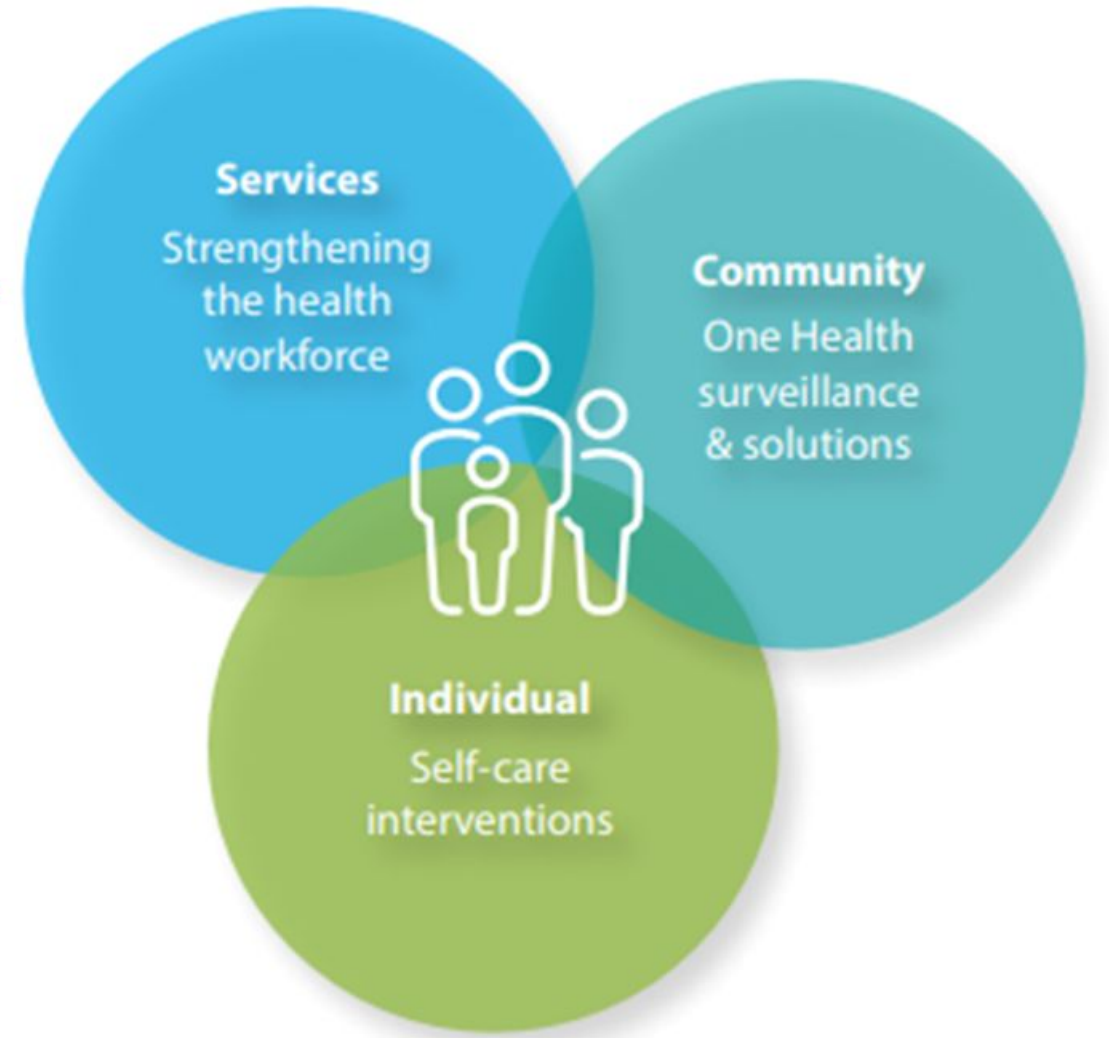 Services
Strengthening
the health
workforce
Community
One Health
surveillance
& solutions
Individual
Self-care
interventions